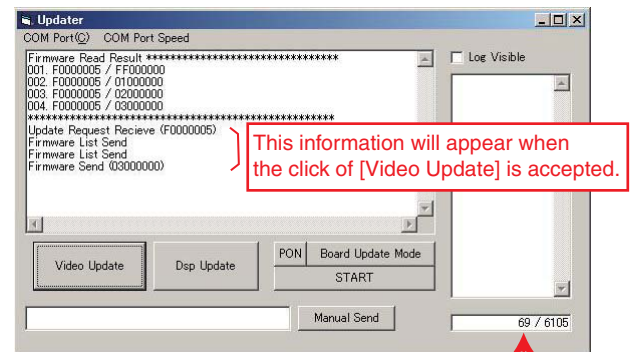 Updater
COM Port(C) COM Port Speed
Firmware Read Result ************************************
001. F0000005 / FF000000
002. F0000005 / 01000000
003. F0000005 / 02000000
004. F0000005 / 03000000
**********************************************************
Update Request Recieve (F0000005)
Firmware List Send
Firmware List Send
Firmware Send (03000000)
Log Visible
This information will appear when
the click of [Video Update] is accepted.
Video Update
Dsp Update
PON
Board Update Mode
START
Manual Send
69 / 6105